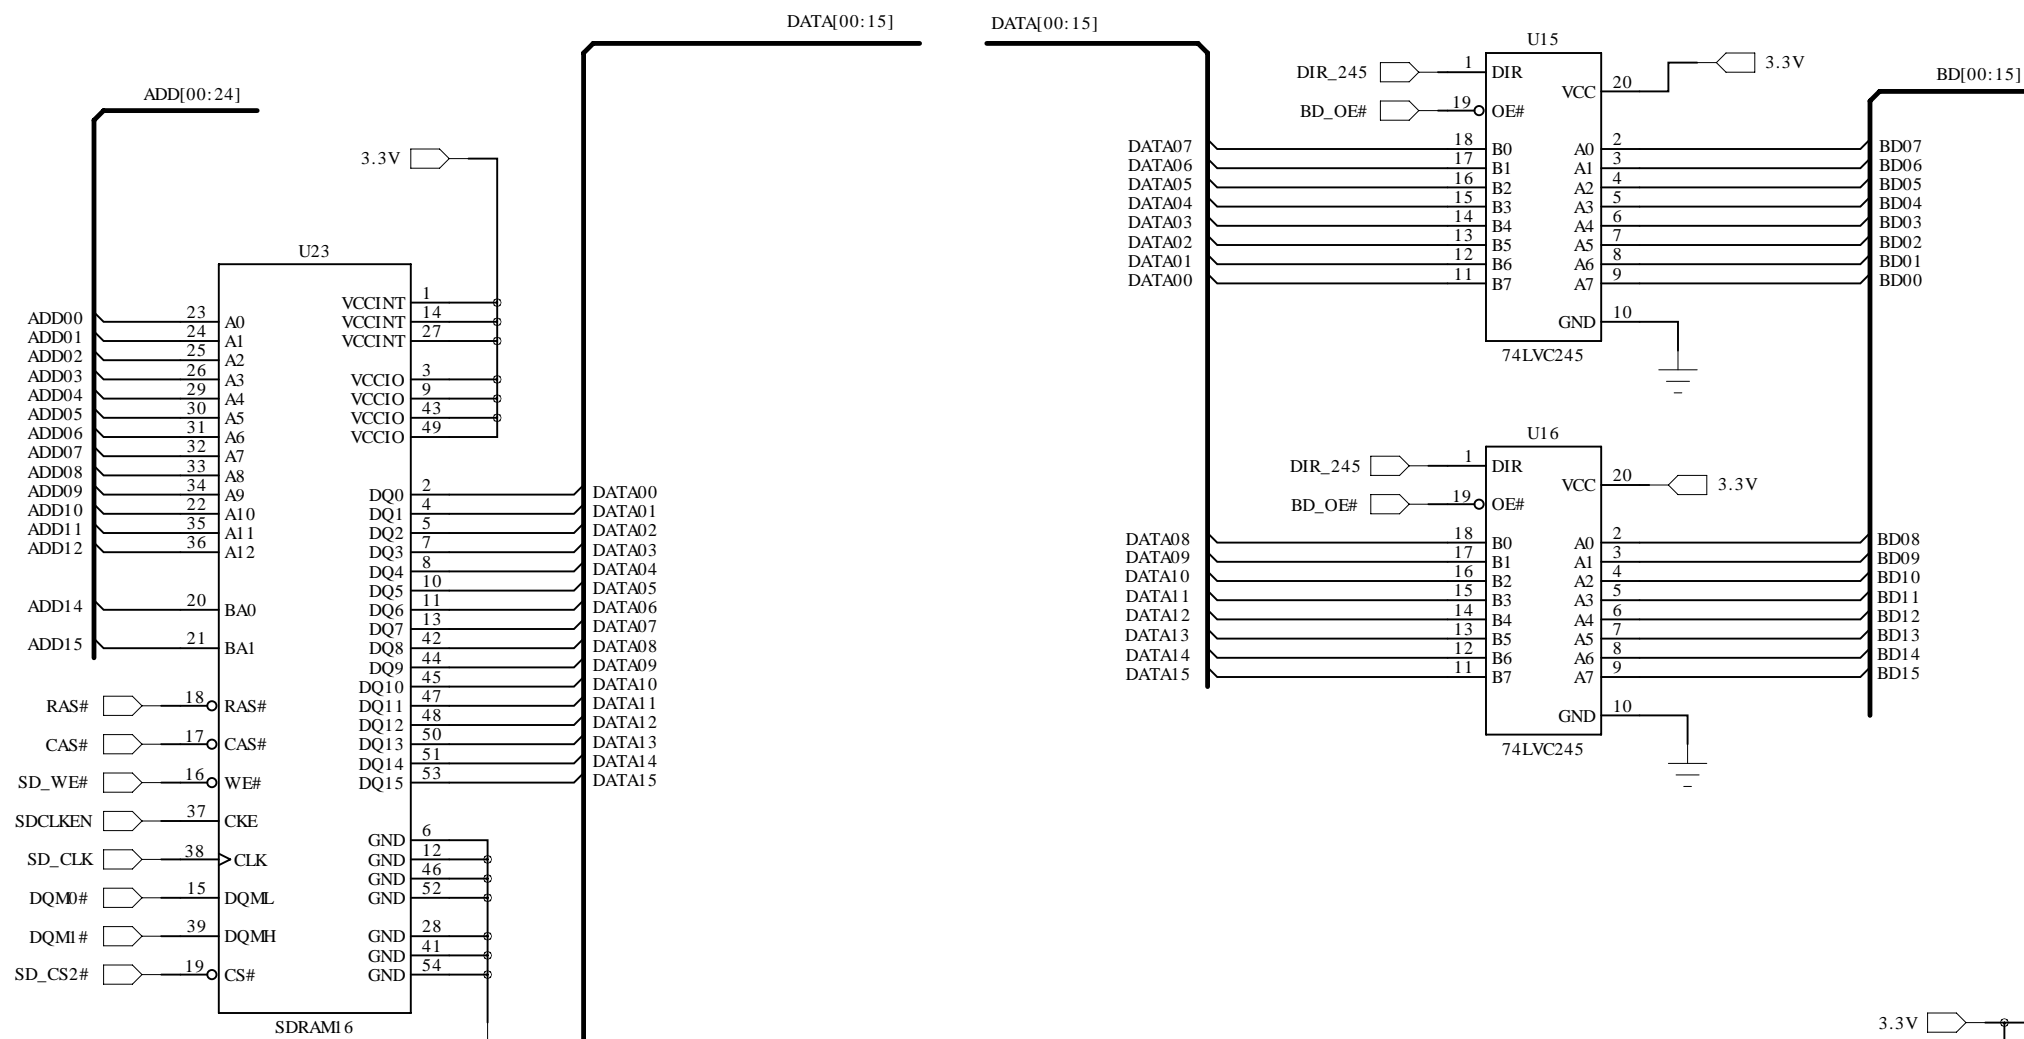 DATA[00:15]
ADD[00:24]
3.3V
U23
ADD00 23 A0
ADD01 24 A1
ADD02 25 A2
ADD03 26 A3
ADD04 29 A4
ADD05 30 A5
ADD06 31 A6
ADD07 32 A7
ADD08 33 A8
ADD09 34 A9
ADD10 22 A10
ADD11 35 A11
ADD12 36 A12
ADD14 20 BA0
ADD15 21 BA1
RAS# 18 RAS#
CAS# 17 CAS#
SD_WE# 16 WE#
SDCLKEN 37 CKE
SD_CLK 38 CLK
DQM0# 15 DQML
DQM1# 39 DQMH
SD_CS2# 19 CS#
VCCINT 1
VCCINT 14
VCCINT 27
VCCIO 3
VCCIO 9
VCCIO 43
VCCIO 49
DQ0 2 DATA00
DQ1 4 DATA01
DQ2 5 DATA02
DQ3 7 DATA03
DQ4 8 DATA04
DQ5 10 DATA05
DQ6 11 DATA06
DQ7 13 DATA07
DQ8 42 DATA08
DQ9 44 DATA09
DQ10 45 DATA10
DQ11 47 DATA11
DQ12 48 DATA12
DQ13 50 DATA13
DQ14 51 DATA14
DQ15 53 DATA15
GND 6
GND 12
GND 46
GND 52
GND 28
GND 41
GND 54
SDRAM16
DATA[00:15]
U15
DIR_245 1 DIR
VCC 20 3.3V
BD_OE# 19 OE#
BD[00:15]
DATA07 18 B0 A0 2 BD07
DATA06 17 B1 A1 3 BD06
DATA05 16 B2 A2 4 BD05
DATA04 15 B3 A3 5 BD04
DATA03 14 B4 A4 6 BD03
DATA02 13 B5 A5 7 BD02
DATA01 12 B6 A6 8 BD01
DATA00 11 B7 A7 9 BD00
GND 10
74LVC245
U16
DIR_245 1 DIR
VCC 20 3.3V
BD_OE# 19 OE#
DATA08 18 B0 A0 2 BD08
DATA09 17 B1 A1 3 BD09
DATA10 16 B2 A2 4 BD10
DATA11 15 B3 A3 5 BD11
DATA12 14 B4 A4 6 BD12
DATA13 13 B5 A5 7 BD13
DATA14 12 B6 A6 8 BD14
DATA15 11 B7 A7 9 BD15
GND 10
74LVC245
3.3V